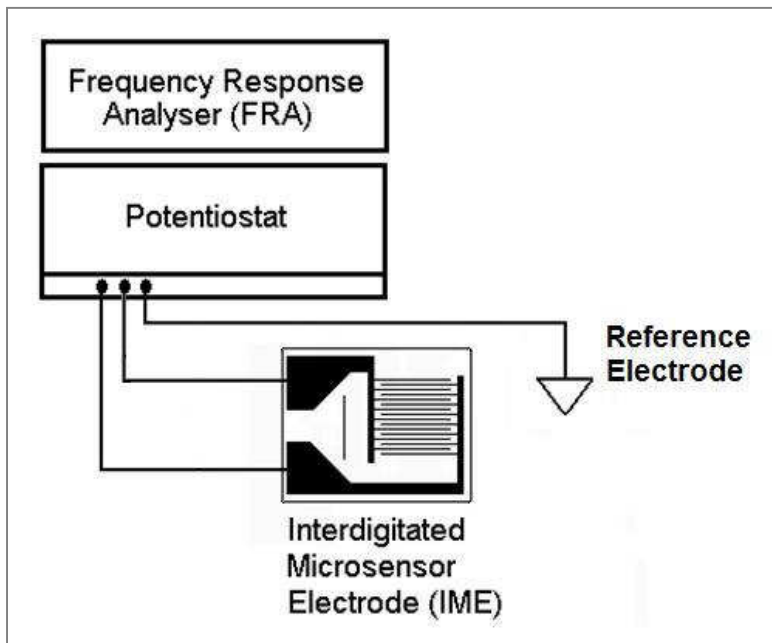 Frequency Response
Analyser (FRA)
Potentiostat
Reference
Electrode
Interdigitated
Microsensor
Electrode (IME)